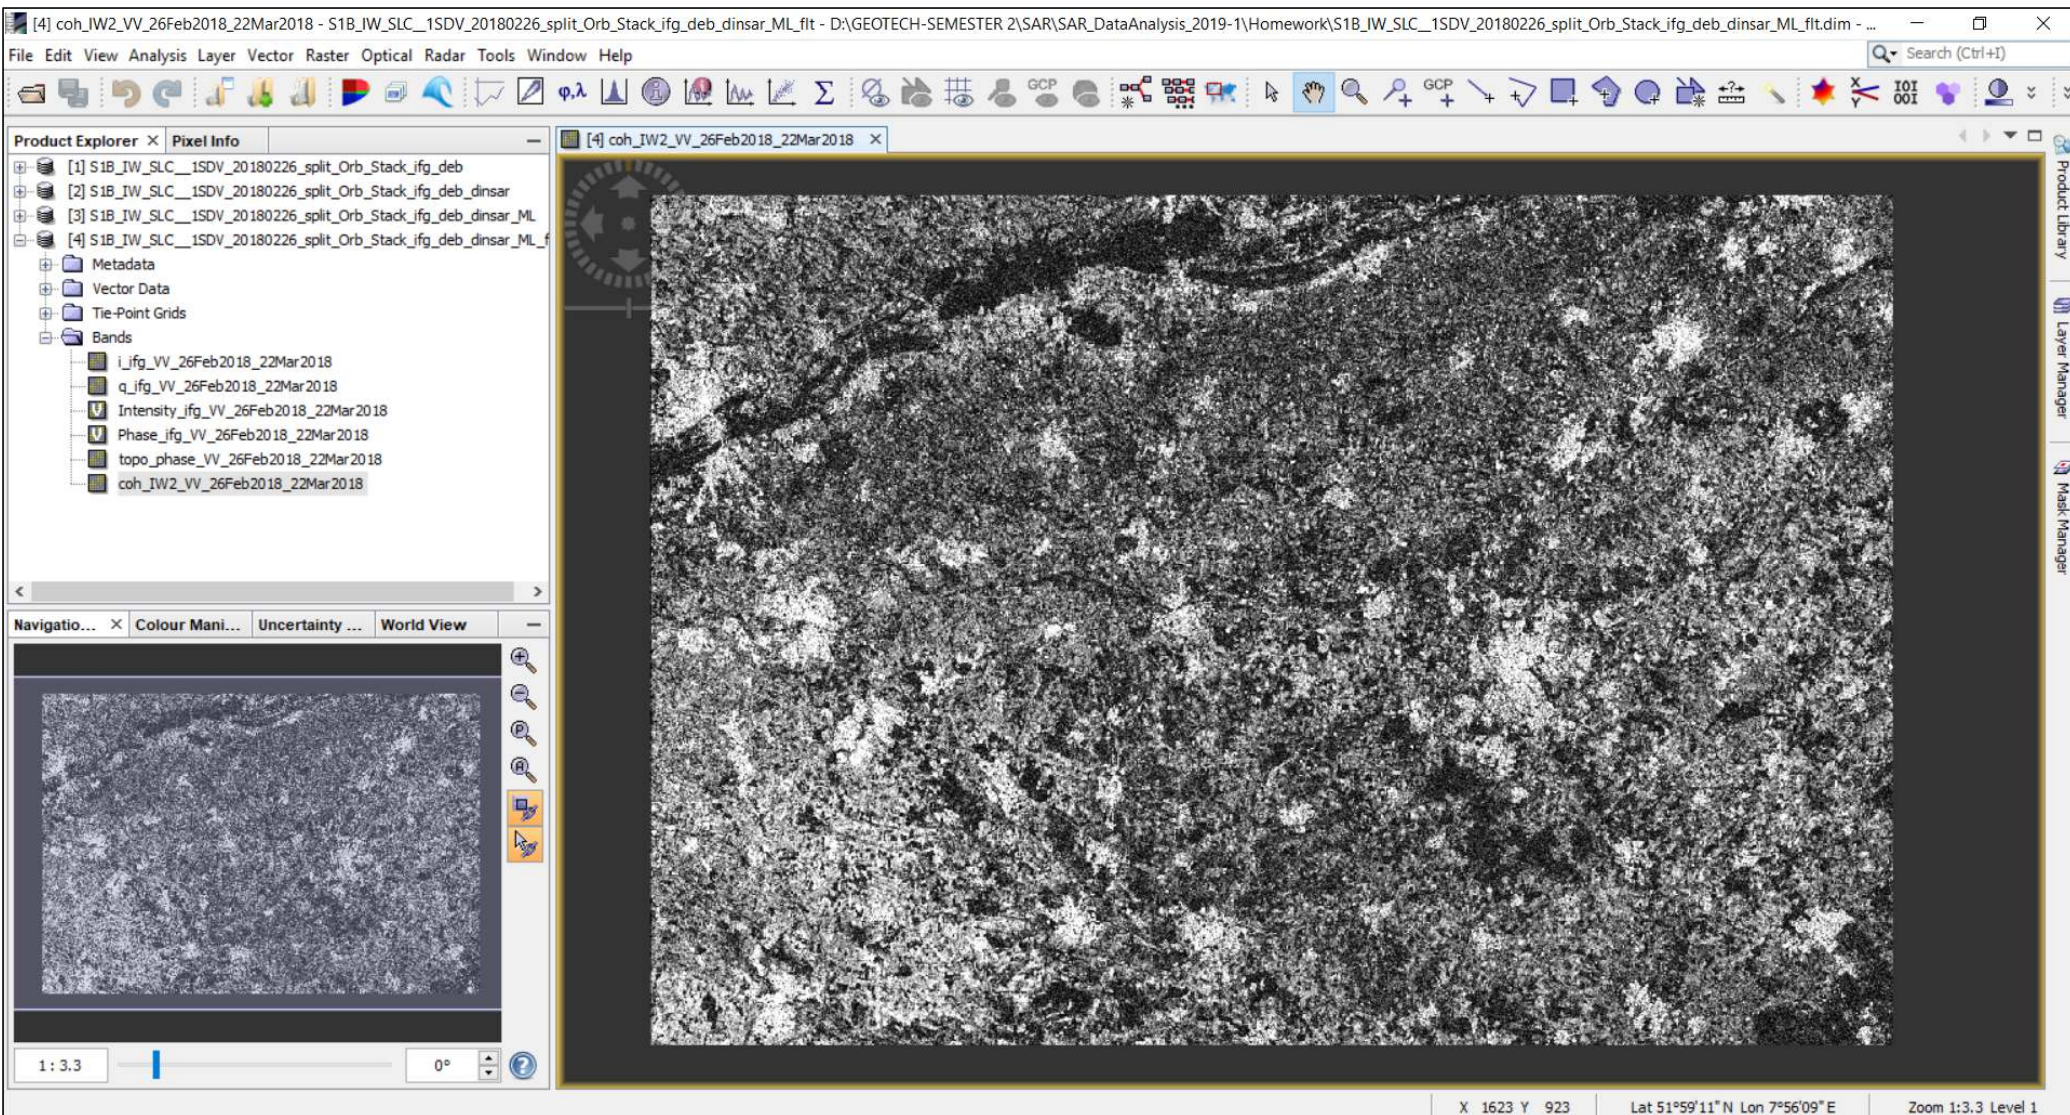 [4] coh_IW2_VV_26Feb2018_22Mar2018 - S1B_IW_SLC__1SDV_20180226_split_Orb_Stack_ifg_deb_dinsar_ML_flt - D:\GEOTECH-SEMESTER 2\SAR\SAR_DataAnalysis_2019-1\Homework\S1B_IW_SLC__1SDV_20180226_split_Orb_Stack_ifg_deb_dinsar_ML_flt.dim - ...
File Edit View Analysis Layer Vector Raster Optical Radar Tools Window Help
Search (Ctrl+I)
φ,λ Σ GCP GCP
Product Explorer Pixel Info
[4] coh_IW2_VV_26Feb2018_22Mar2018
[1] S1B_IW_SLC__1SDV_20180226_split_Orb_Stack_ifg_deb
[2] S1B_IW_SLC__1SDV_20180226_split_Orb_Stack_ifg_deb_dinsar
[3] S1B_IW_SLC__1SDV_20180226_split_Orb_Stack_ifg_deb_dinsar_ML
[4] S1B_IW_SLC__1SDV_20180226_split_Orb_Stack_ifg_deb_dinsar_ML_f
Metadata
Vector Data
Tie-Point Grids
Bands
i_ifg_VV_26Feb2018_22Mar2018
q_ifg_VV_26Feb2018_22Mar2018
Intensity_ifg_VV_26Feb2018_22Mar2018
Phase_ifg_VV_26Feb2018_22Mar2018
topo_phase_VV_26Feb2018_22Mar2018
coh_IW2_VV_26Feb2018_22Mar2018
Product Library
Layer Manager
Mask Manager
Navigatio... Colour Mani... Uncertainty ... World View
1 : 3.3
0°
X 1623 Y 923 Lat 51°59'11" N Lon 7°56'09" E Zoom 1:3.3 Level 1